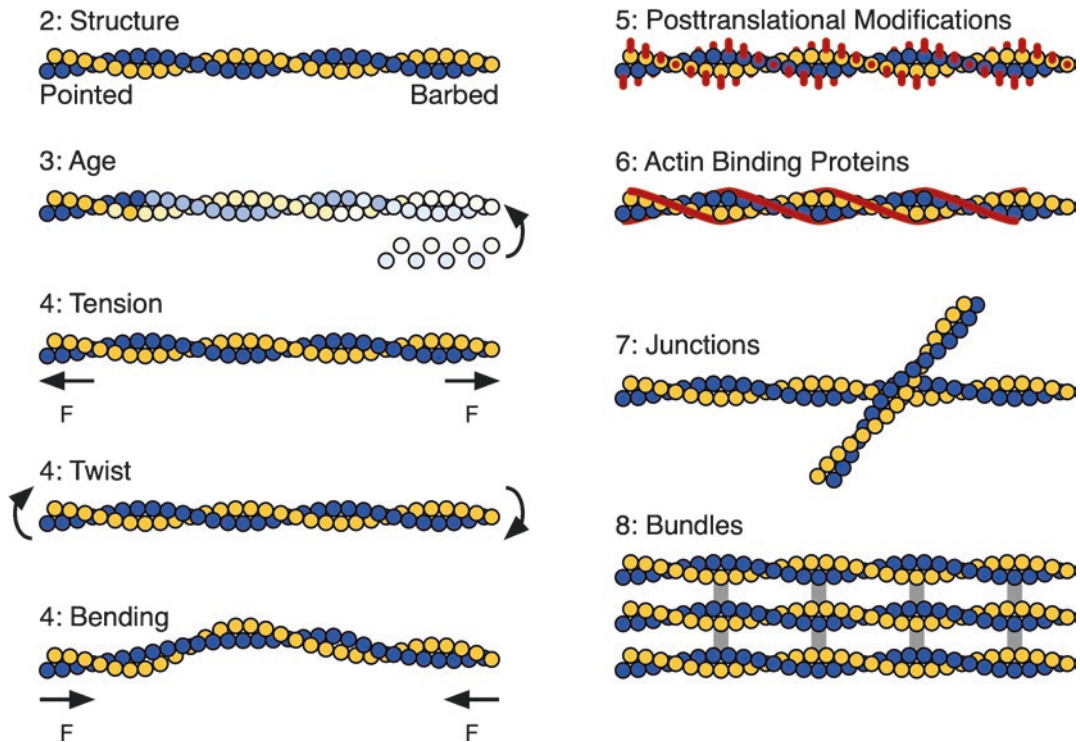 2: Structure
Pointed
Barbed
3: Age
4: Tension
F
F
4: Twist
4: Bending
F
F
5: Posttranslational Modifications
6: Actin Binding Proteins
7: Junctions
8: Bundles